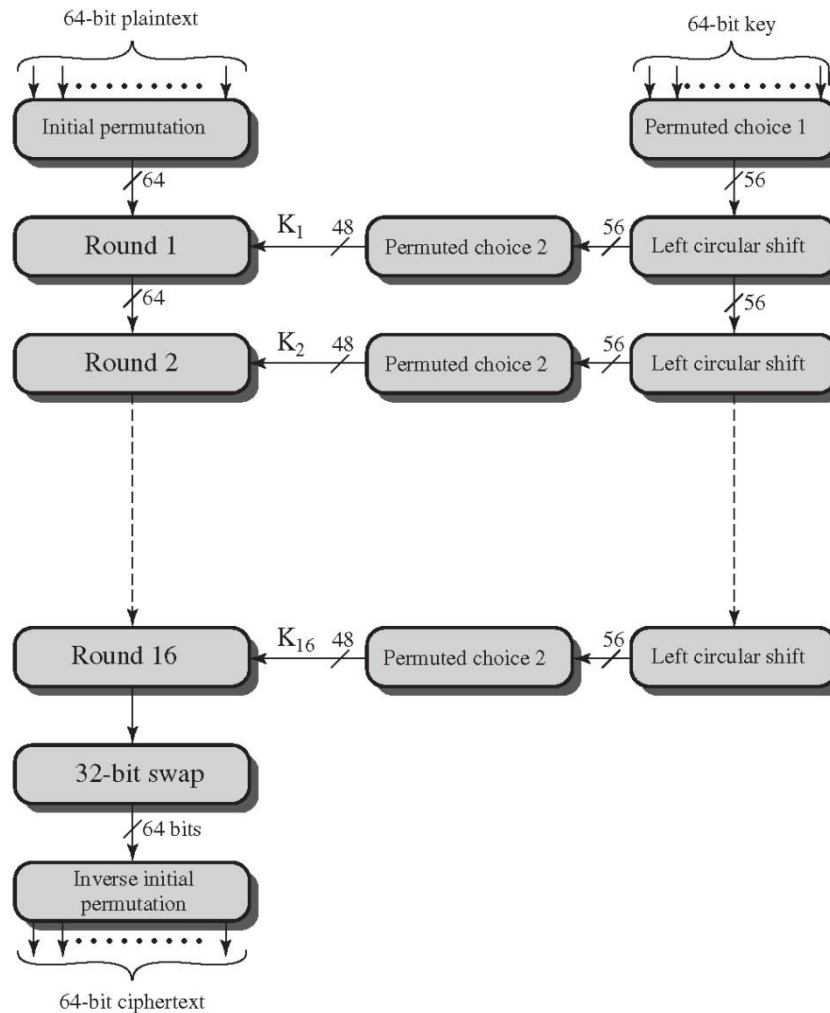 64-bit plaintext
64-bit key
Initial permutation
Permuted choice 1
64
56
Round 1
K1
48
Permuted choice 2
56
Left circular shift
64
56
Round 2
K2
48
Permuted choice 2
56
Left circular shift
Round 16
K16
48
Permuted choice 2
56
Left circular shift
32-bit swap
64 bits
Inverse initial
permutation
64-bit ciphertext